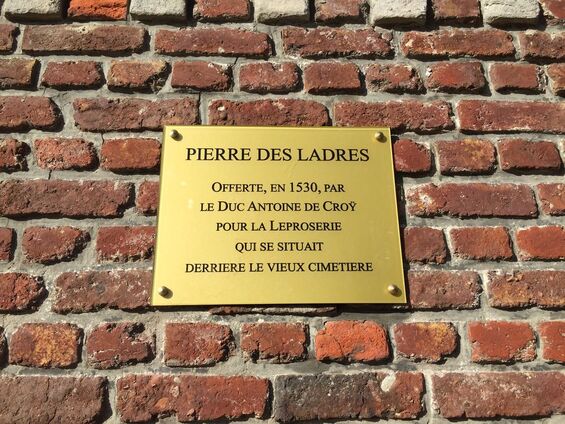 PIERRE DES LADRES
OFFERTE, EN 1530, PAR
LE DUC ANTOINE DE CROŸ
POUR LA LEPROSERIE
QUI SE SITUAIT
DERRIERE LE VIEUX CIMETIERE